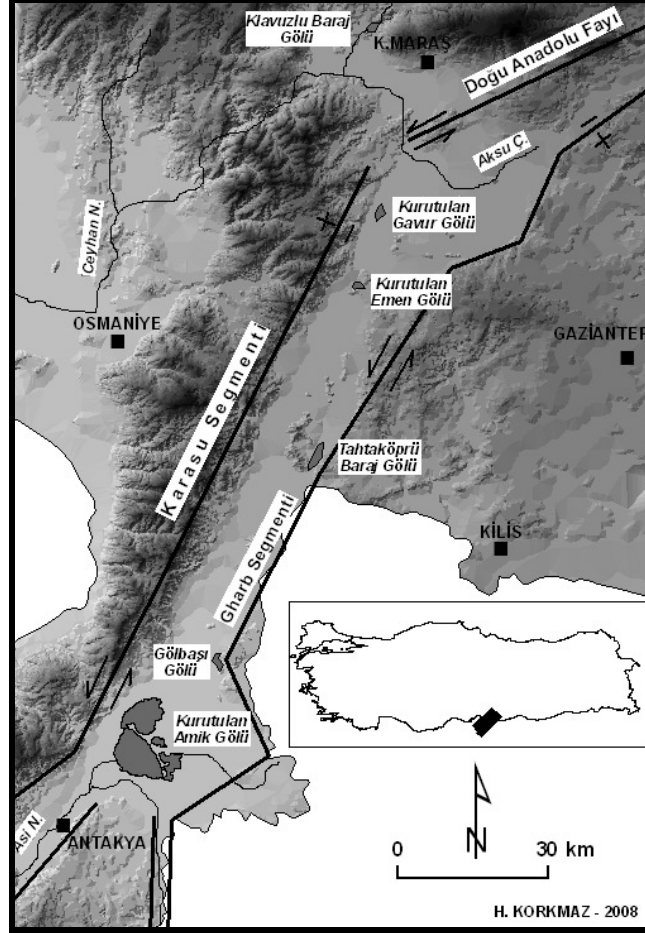 Klavuzlu Baraj
Gölü
K.MARAŞ
Doğu Anadolu Fayı
Aksu Ç.
Kurutulan
Gavur Gölü
Ceyhan N.
Kurutulan
Emen Gölü
OSMANİYE
GAZİANTEP
Karasu Segmenti
Tahtaköprü
Baraj Gölü
KİLİS
Gharb Segmenti
Gölbaşı
Gölü
Kurutulan
Amik Gölü
Asi N.
ANTAKYA
N
0 30 km
H. KORKMAZ - 2008